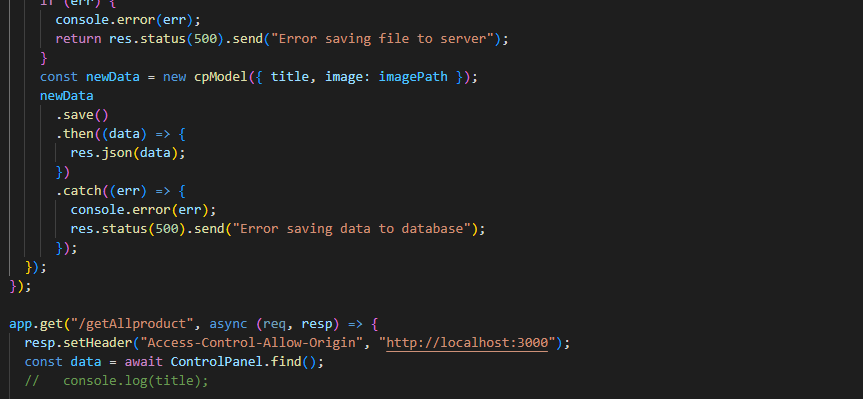 if (err) {
console.error(err);
return res.status(500).send("Error saving file to server");
}
const newData = new cpModel({ title, image: imagePath });
newData
.save()
.then((data) => {
res.json(data);
})
.catch((err) => {
console.error(err);
res.status(500).send("Error saving data to database");
});
});
});
app.get("/getAllproduct", async (req, resp) => {
resp.setHeader("Access-Control-Allow-Origin", "http://localhost:3000");
const data = await ControlPanel.find();
//   console.log(title);